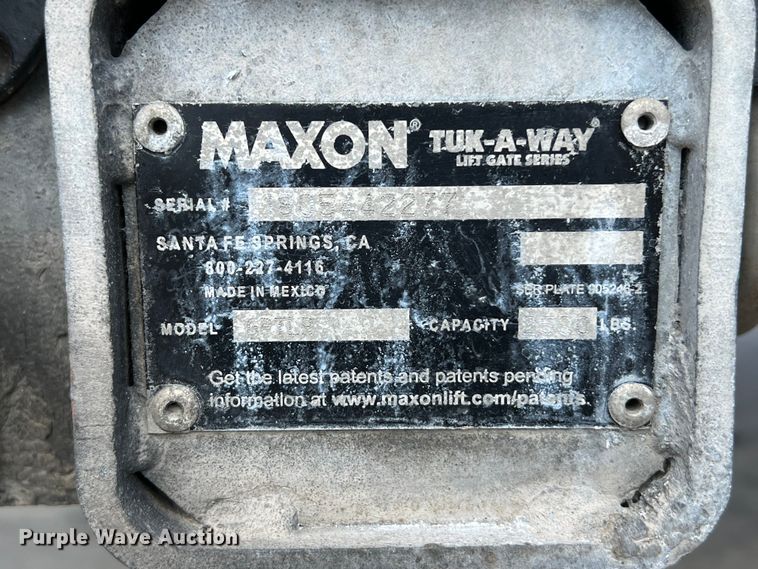 MAXON® TUK-A-WAY®
LIFT GATE SERIES
SERIAL #
SANTA FE SPRINGS, CA
800-227-4116
MADE IN MEXICO
SER.PLATE 905246-2
MODEL CAPACITY LBS.
Get the latest patents and patents pending
information at www.maxonlift.com/patents.
Purple Wave Auction